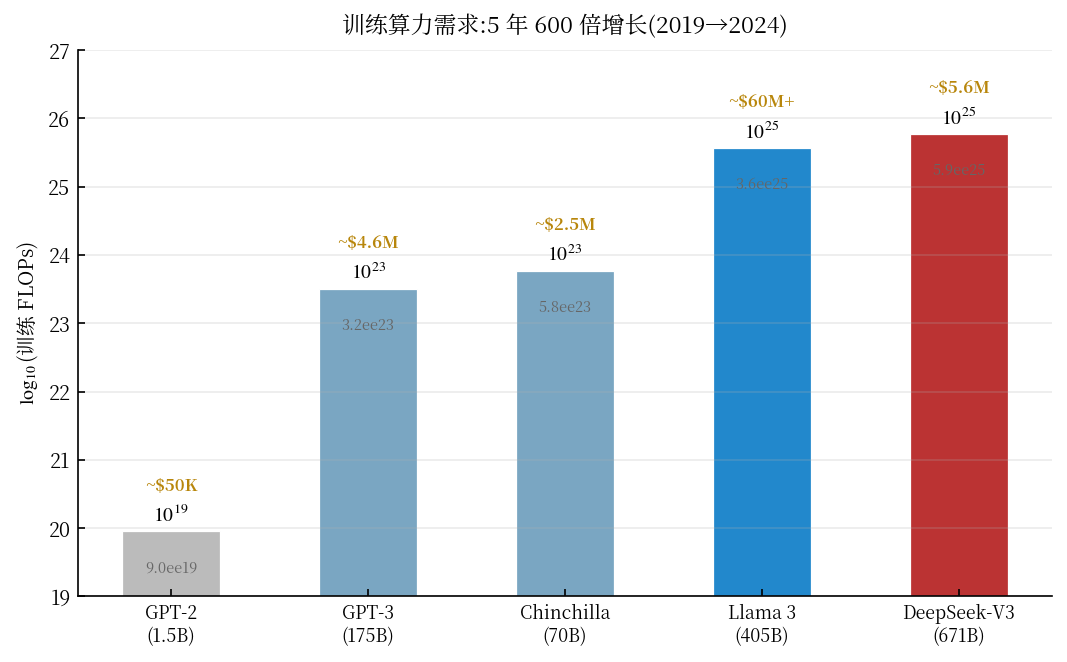 训练算力需求:5 年 600 倍增长(2019→2024)
log₁₀(训练 FLOPs)
27
26
25
24
23
22
21
20
19
~$50K
10¹⁹
9.0ee19
~$4.6M
10²³
3.2ee23
~$2.5M
10²³
5.8ee23
~$60M+
10²⁵
3.6ee25
~$5.6M
10²⁵
5.9ee25
GPT-2
(1.5B)
GPT-3
(175B)
Chinchilla
(70B)
Llama 3
(405B)
DeepSeek-V3
(671B)